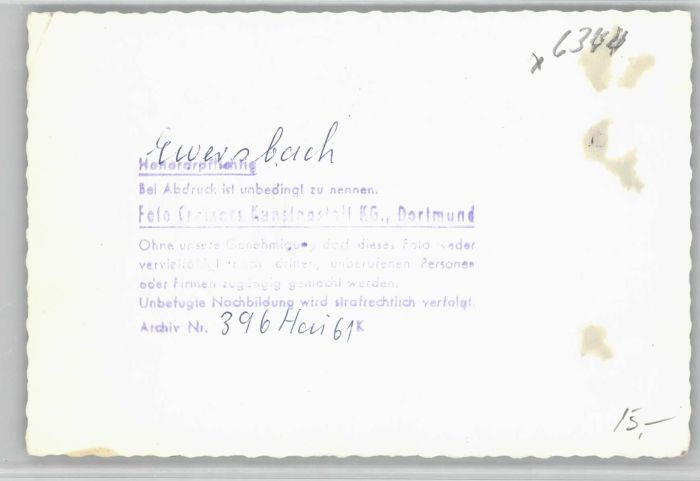 x 6344
Ewersbach
Honorarpflichtig
Bei Abdruck ist unbedingt zu nennen.
Foto Cramers Kunstanstalt KG., Dortmund
Ohne unsere Genehmigung darf dieses Foto weder
vervielfältigt noch dritten, unberufenen Personen
oder Firmen zugängig gemacht werden.
Unbefugte Nachbildung wird strafrechtlich verfolgt.
Archiv Nr. 396 Hai 61 K
15,-